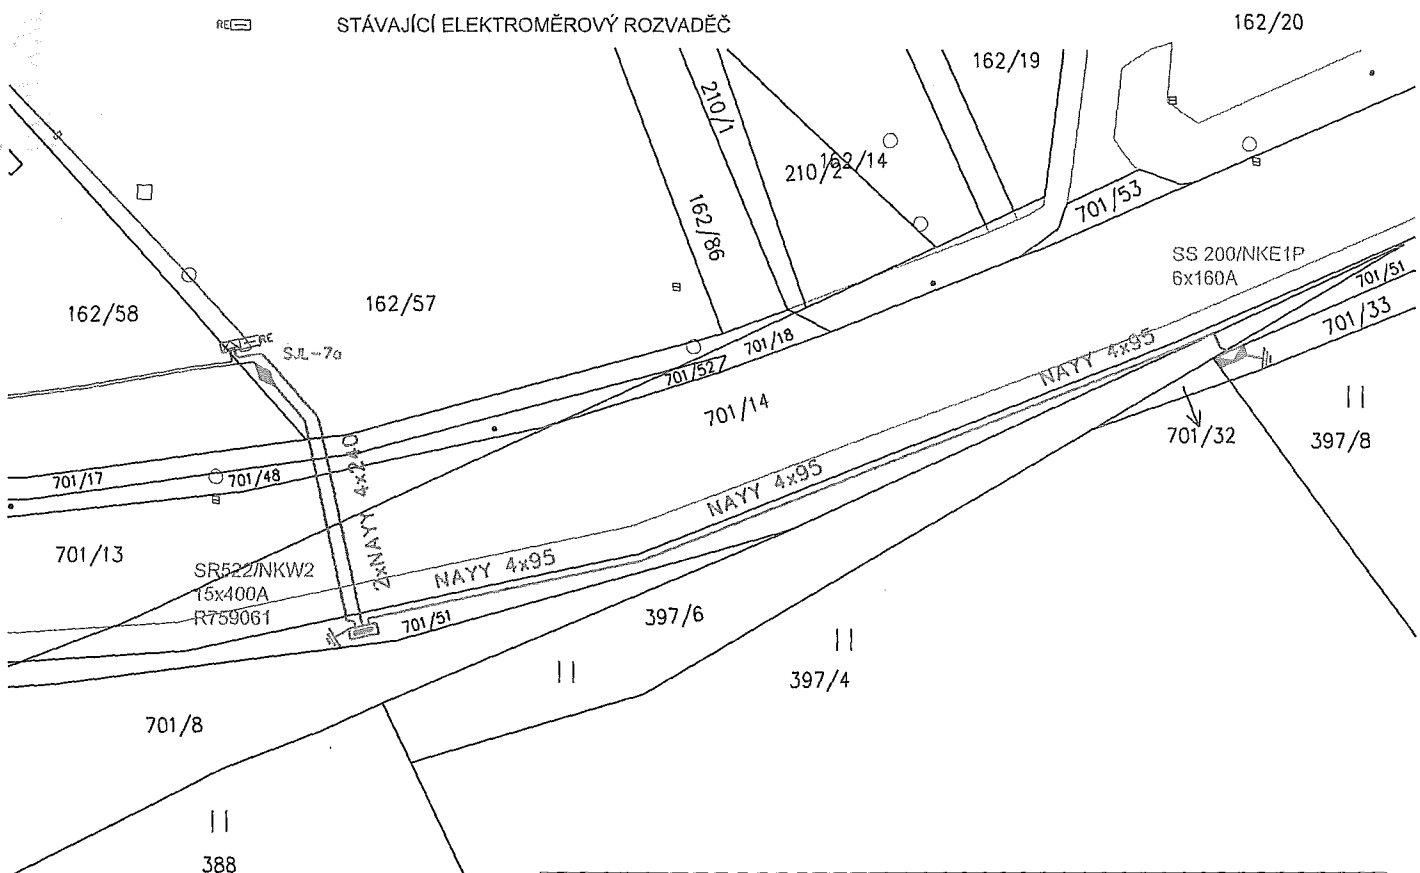 RE STÁVAJÍCÍ ELEKTROMĚROVÝ ROZVADĚČ
162/20
162/19
210/1
162/14
210/2
162/86
701/53
SS 200/NKE1P
6x160A
701/51
701/33
162/58
162/57
RE
SJL-7a
701/18
701/52
NAYY 4x95
701/14
701/32
397/8
2xNAYY 4x240
701/17
701/48
NAYY 4x95
701/13
SR522/NKW2
15x400A
R759061
NAYY 4x95
701/51
397/6
397/4
701/8
388